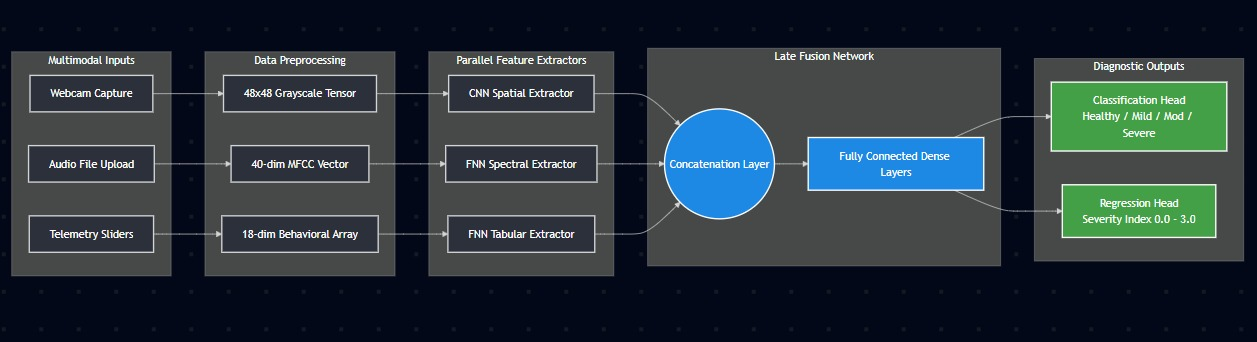 Multimodal Inputs
Webcam Capture
Audio File Upload
Telemetry Sliders
Data Preprocessing
48x48 Grayscale Tensor
40-dim MFCC Vector
18-dim Behavioral Array
Parallel Feature Extractors
CNN Spatial Extractor
FNN Spectral Extractor
FNN Tabular Extractor
Late Fusion Network
Concatenation Layer
Fully Connected Dense
Layers
Diagnostic Outputs
Classification Head
Healthy / Mild / Mod /
Severe
Regression Head
Severity Index 0.0 - 3.0